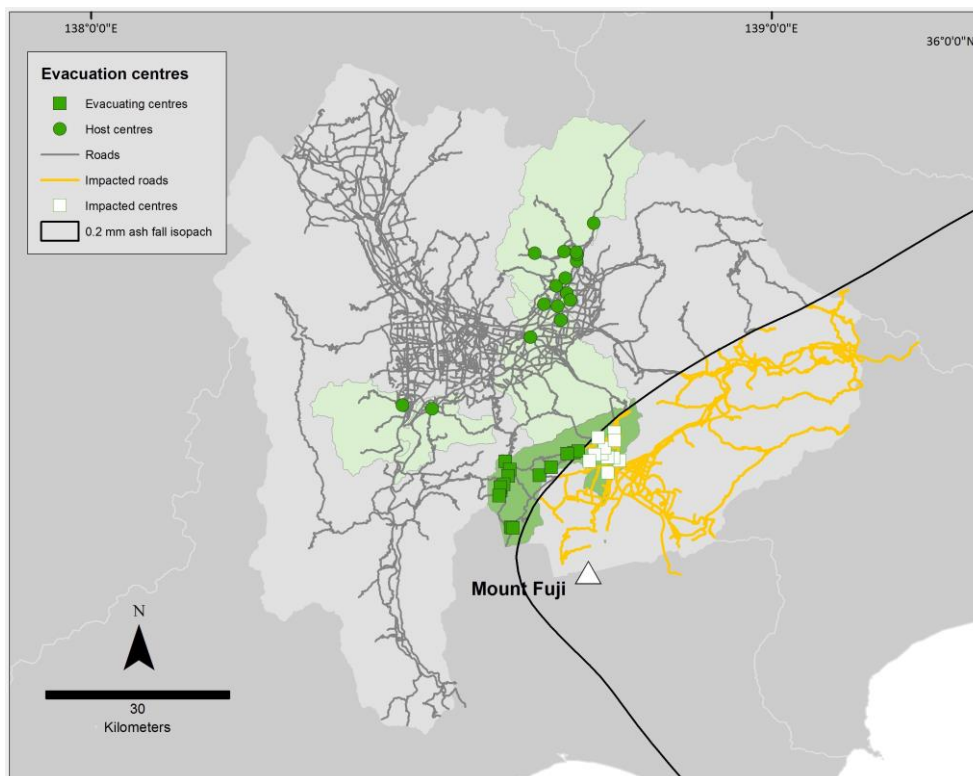 138°0'0"E
139°0'0"E
36°0'0"N
Evacuation centres
Evacuating centres
Host centres
Roads
Impacted roads
Impacted centres
0.2 mm ash fall isopach
Mount Fuji
N
30
Kilometers